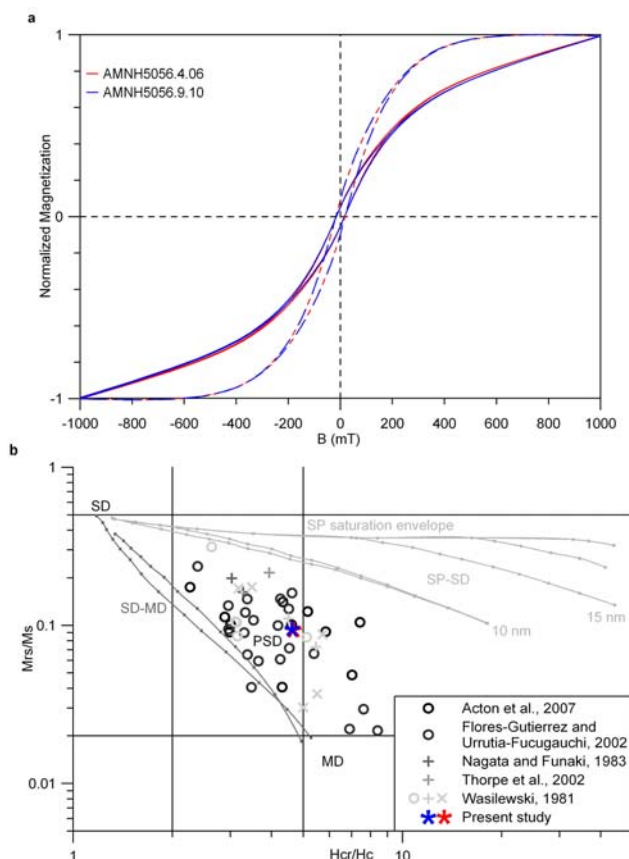 a
1
AMNH5056.4.06
AMNH5056.9.10
Normalized Magnetization
0
-1
-1000 -800 -600 -400 -200 0 200 400 600 800 1000
B (mT)
b
1
SD
SP saturation envelope
SD-MD
SP-SD
Mrs/Ms
0.1
PSD
10 nm
15 nm
MD
0.01
Acton et al., 2007
Flores-Gutierrez and
Urrutia-Fucugauchi, 2002
Nagata and Funaki, 1983
Thorpe et al., 2002
Wasilewski, 1981
Present study
1 Hcr/Hc 10